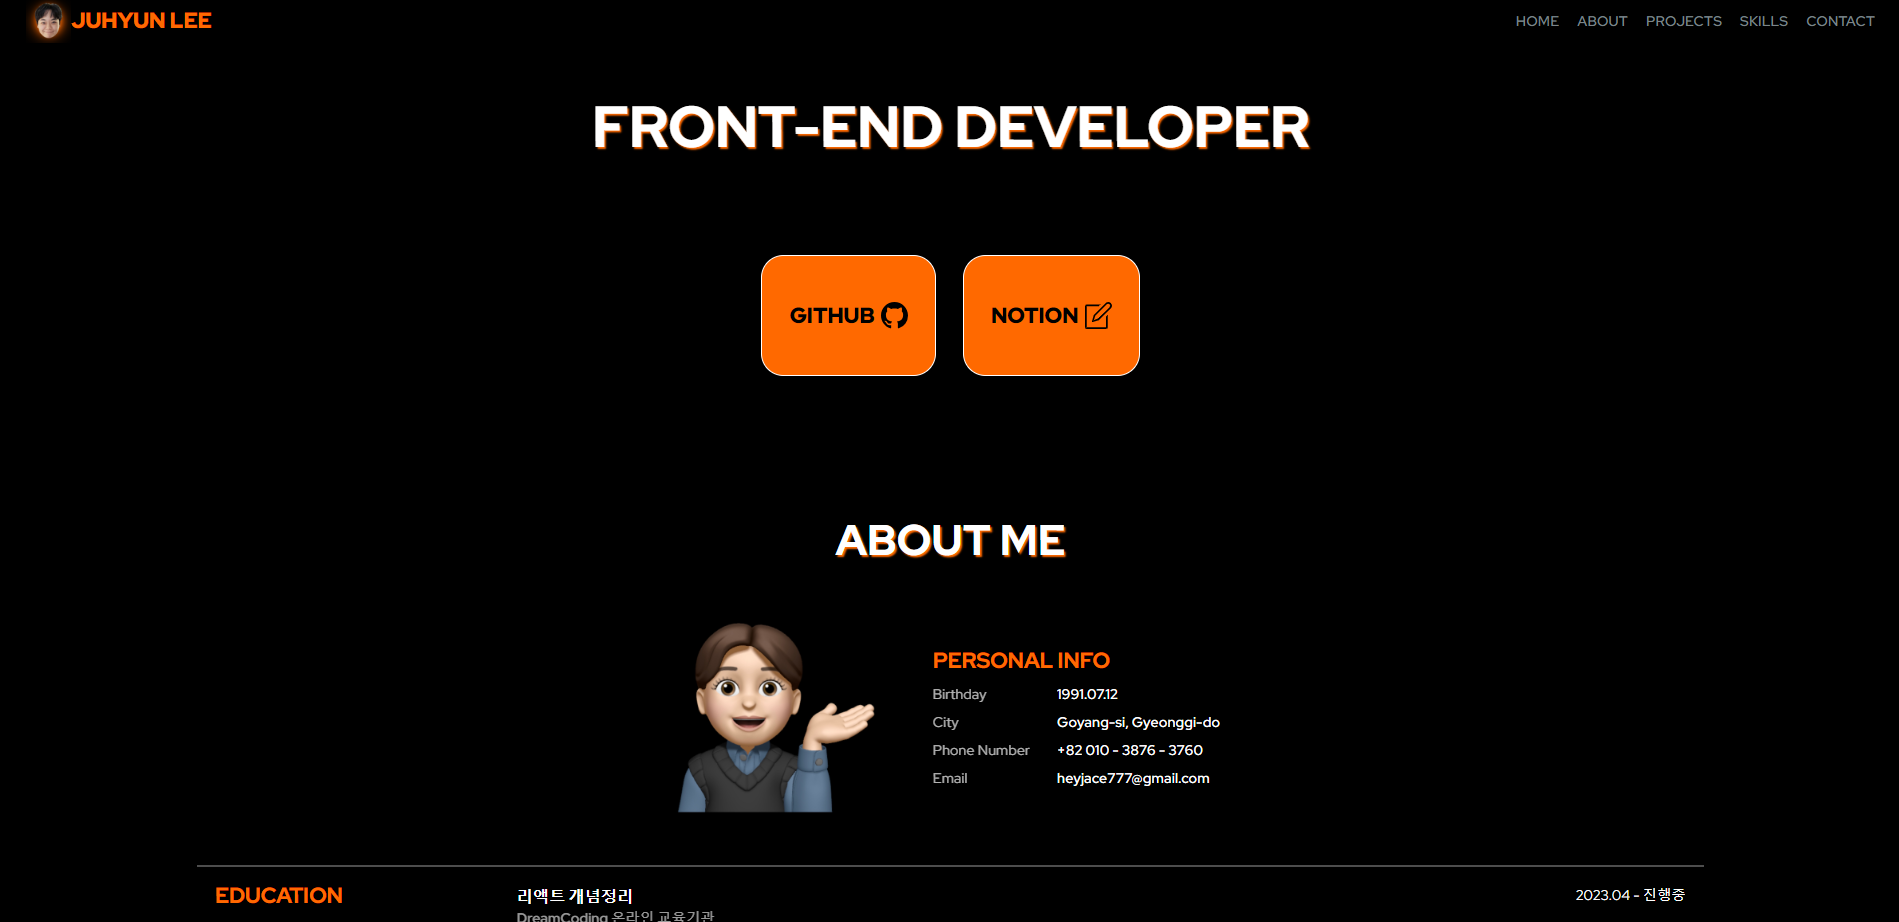 JUHYUN LEE
HOME ABOUT PROJECTS SKILLS CONTACT
FRONT-END DEVELOPER
GITHUB
NOTION
ABOUT ME
PERSONAL INFO
Birthday 1991.07.12
City Goyang-si, Gyeonggi-do
Phone Number +82 010 - 3876 - 3760
Email heyjace777@gmail.com
EDUCATION
리액트 개념정리
2023.04 - 진행중
DreamCoding 온라인 교육기관